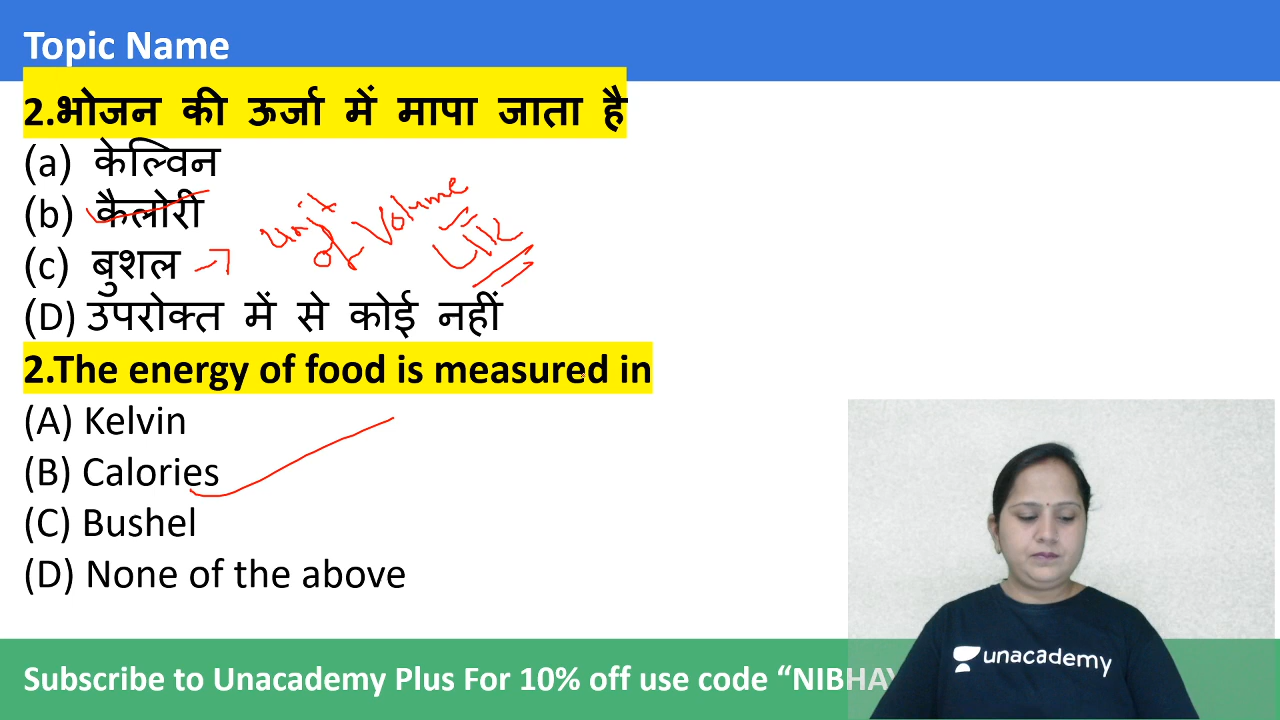 Topic Name
2.भोजन की ऊर्जा में मापा जाता है
(a) केल्विन
(b) कैलोरी
(c) बुशल
unit
of Volume
(D) उपरोक्त में से कोई नहीं
2.The energy of food is measured in
(A) Kelvin
(B) Calories
(C) Bushel
(D) None of the above
unacademy
Subscribe to Unacademy Plus For 10% off use code “NIBHAY